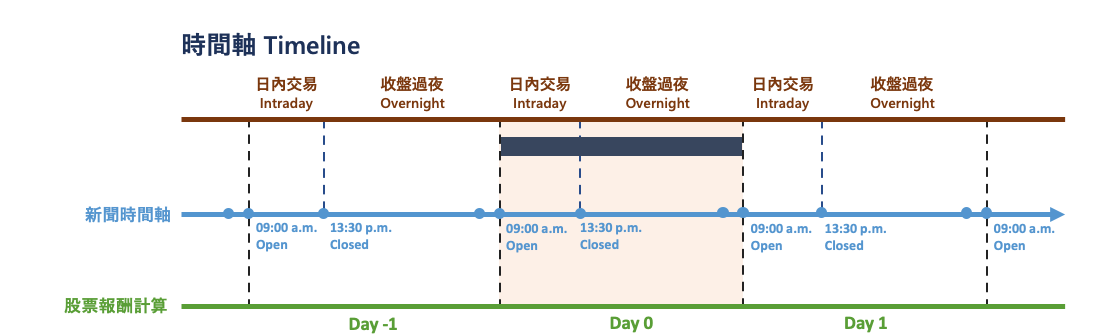 時間軸 Timeline
日內交易 收盤過夜 日內交易 收盤過夜 日內交易 收盤過夜
Intraday Overnight Intraday Overnight Intraday Overnight
新聞時間軸
09:00 a.m. 13:30 p.m. 09:00 a.m. 13:30 p.m. 09:00 a.m. 13:30 p.m. 09:00 a.m.
Open Closed Open Closed Open Closed Open
股票報酬計算
Day -1 Day 0 Day 1